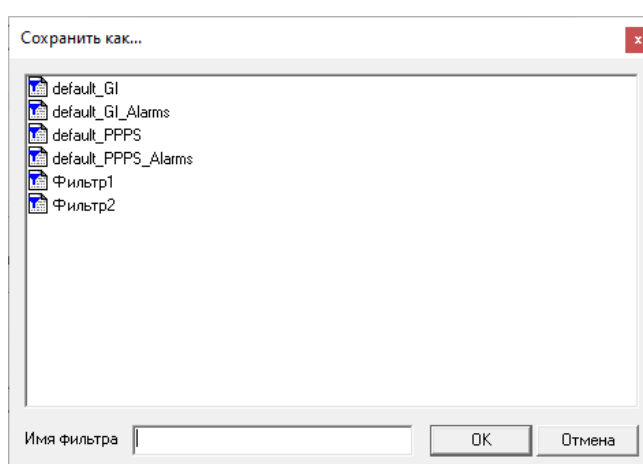 Сохранить как...
default_GI
default_GI_Alarms
default_PPPS
default_PPPS_Alarms
Фильтр1
Фильтр2
Имя фильтра OK Отмена